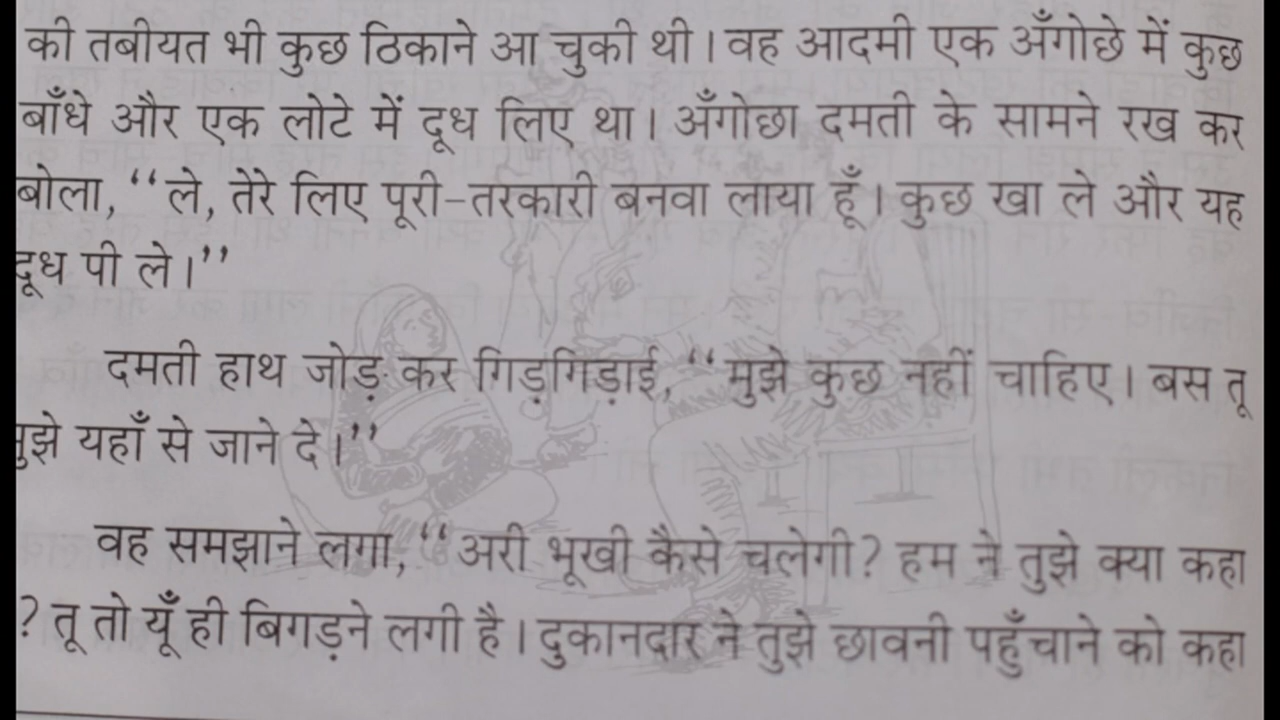 की तबीयत भी कुछ ठिकाने आ चुकी थी। वह आदमी एक अँगोछे में कुछ
बाँधे और एक लोटे में दूध लिए था। अँगोछा दमती के सामने रख कर
बोला, “ले, तेरे लिए पूरी-तरकारी बनवा लाया हूँ। कुछ खा ले और यह
दूध पी ले।”
दमती हाथ जोड़ कर गिड़गिड़ाई, “मुझे कुछ नहीं चाहिए। बस तू
मुझे यहाँ से जाने दे।”
वह समझाने लगा, “अरी भूखी कैसे चलेगी? हम ने तुझे क्या कहा
? तू तो यूँ ही बिगड़ने लगी है। दुकानदार ने तुझे छावनी पहुँचाने को कहा